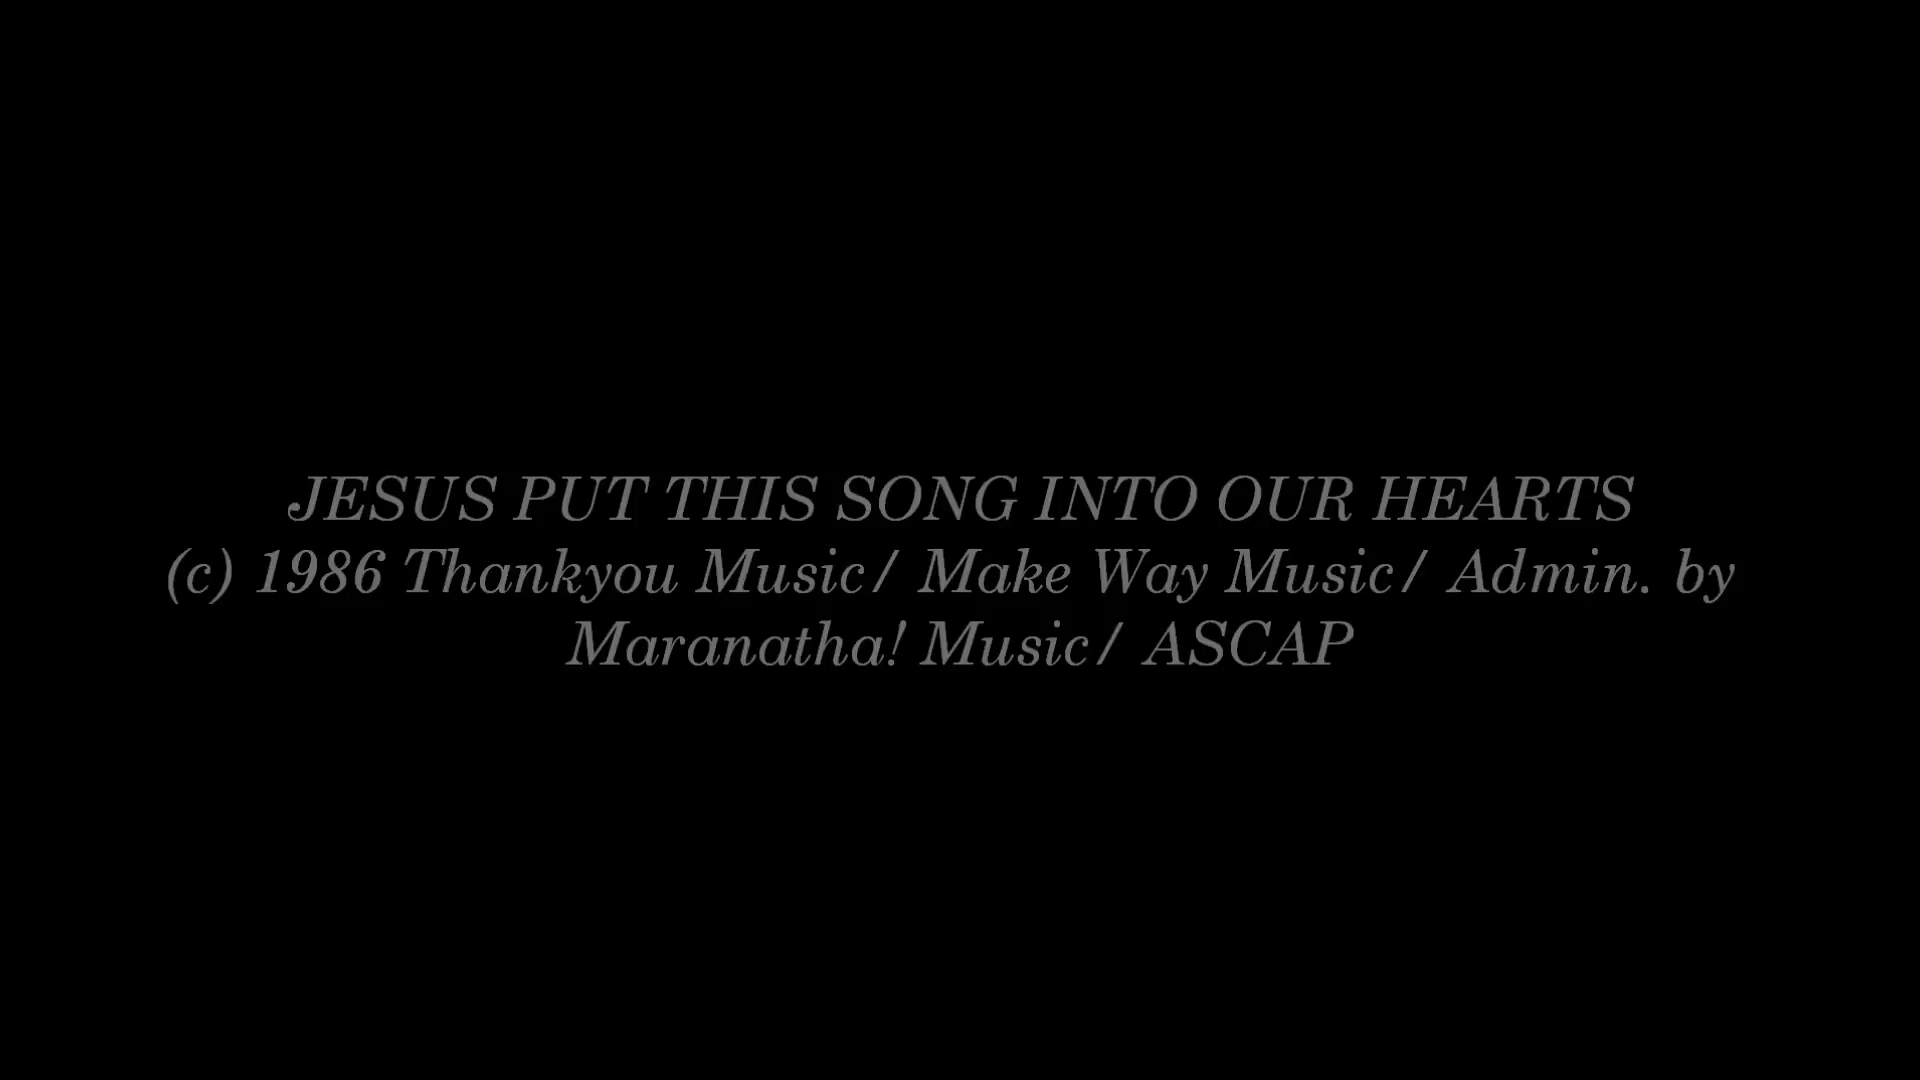 JESUS PUT THIS SONG INTO OUR HEARTS
(c) 1986 Thankyou Music/ Make Way Music/ Admin. by
Maranatha! Music/ ASCAP